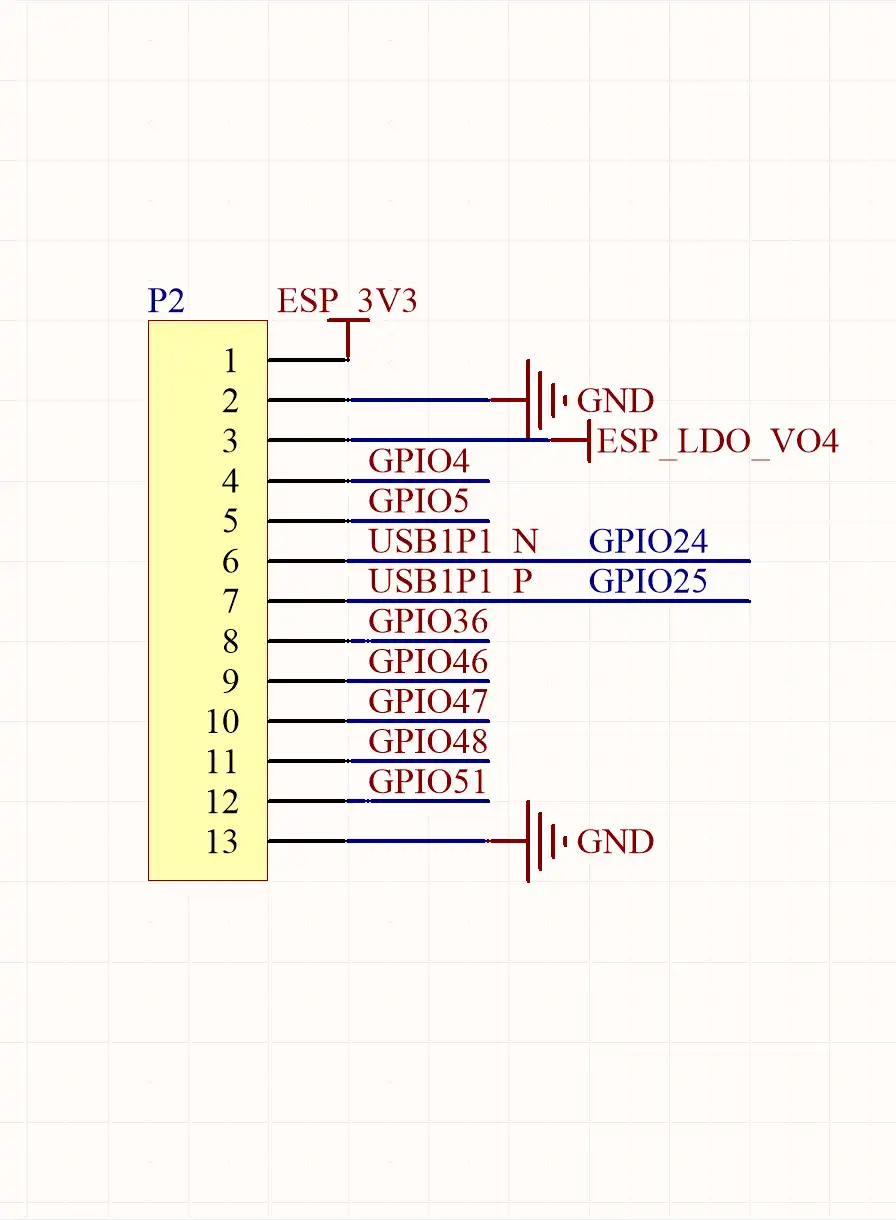 P2 ESP_3V3
1
2 GND
3 ESP_LDO_VO4
4 GPIO4
5 GPIO5
6 USB1P1_N GPIO24
7 USB1P1_P GPIO25
8 GPIO36
9 GPIO46
10 GPIO47
11 GPIO48
12 GPIO51
13 GND